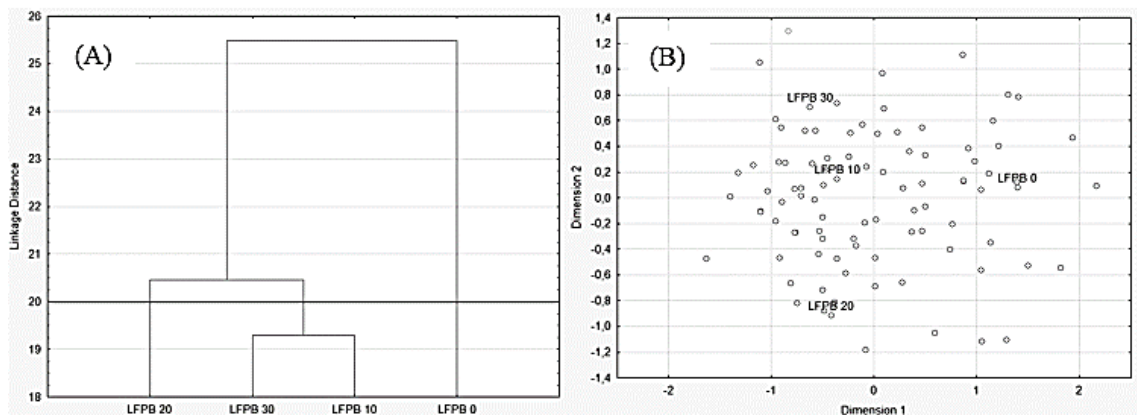 (A)
Linkage Distance
26
25
24
23
22
21
20
19
18
LFPB 20 LFPB 30 LFPB 10 LFPB 0
(B)
Dimension 2
1,4
1,2
1,0
0,8
0,6
0,4
0,2
0,0
-0,2
-0,4
-0,6
-0,8
-1,0
-1,2
-1,4
LFPB 30
LFPB 10
LFPB 0
LFPB 20
-2 -1 0 1 2
Dimension 1